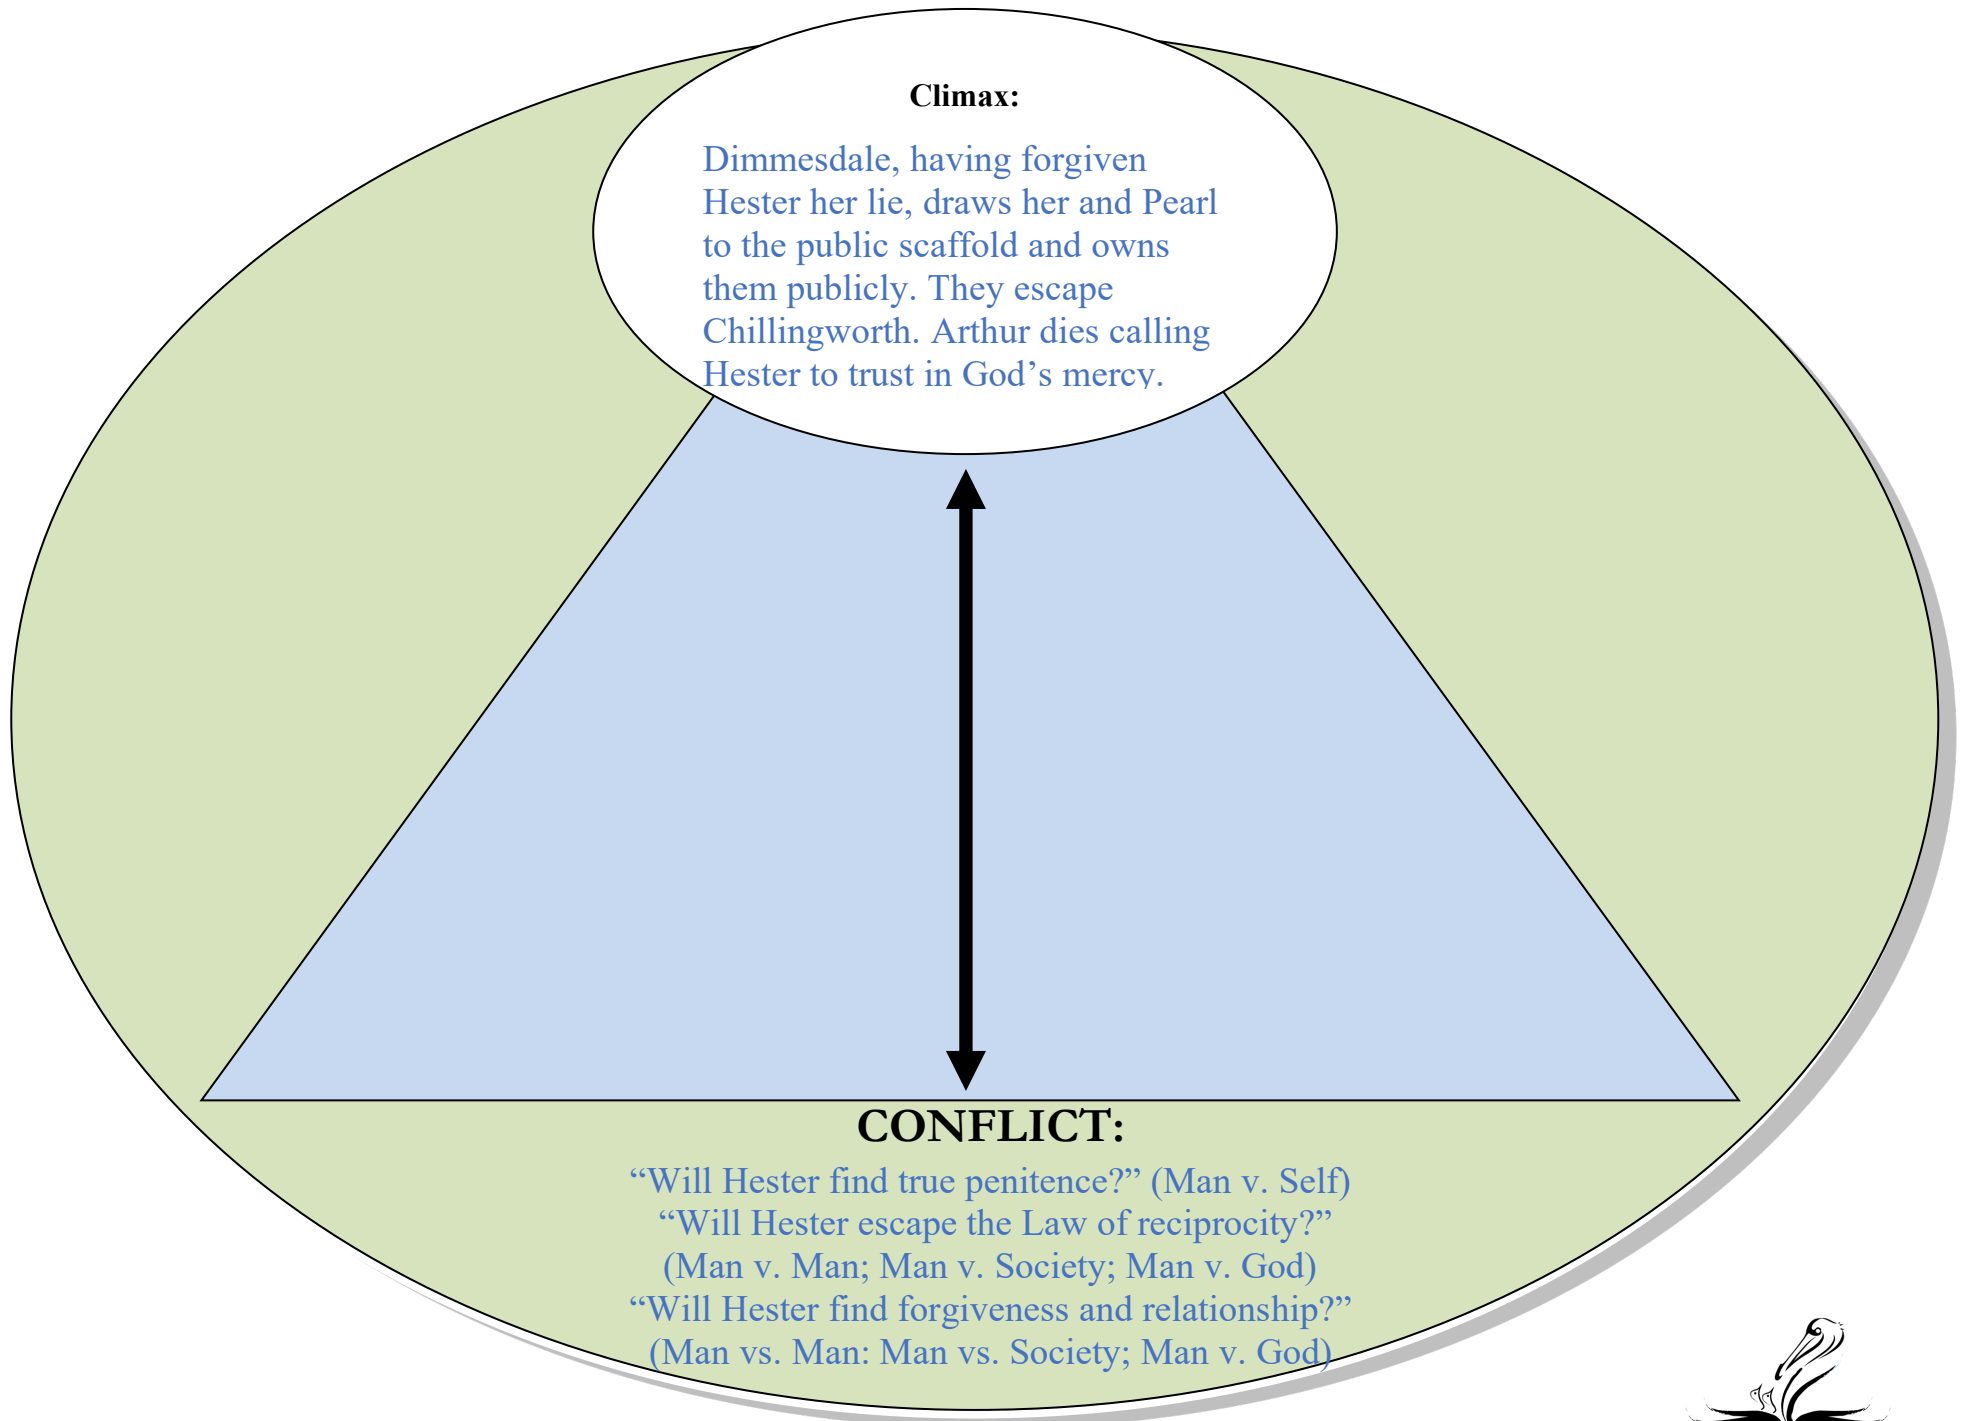 Climax:
Dimmesdale, having forgiven
Hester her lie, draws her and Pearl
to the public scaffold and owns
them publicly. They escape
Chillingworth. Arthur dies calling
Hester to trust in God’s mercy.
CONFLICT:
“Will Hester find true penitence?” (Man v. Self)
“Will Hester escape the Law of reciprocity?”
(Man v. Man; Man v. Society; Man v. God)
“Will Hester find forgiveness and relationship?”
(Man vs. Man: Man vs. Society; Man v. God)